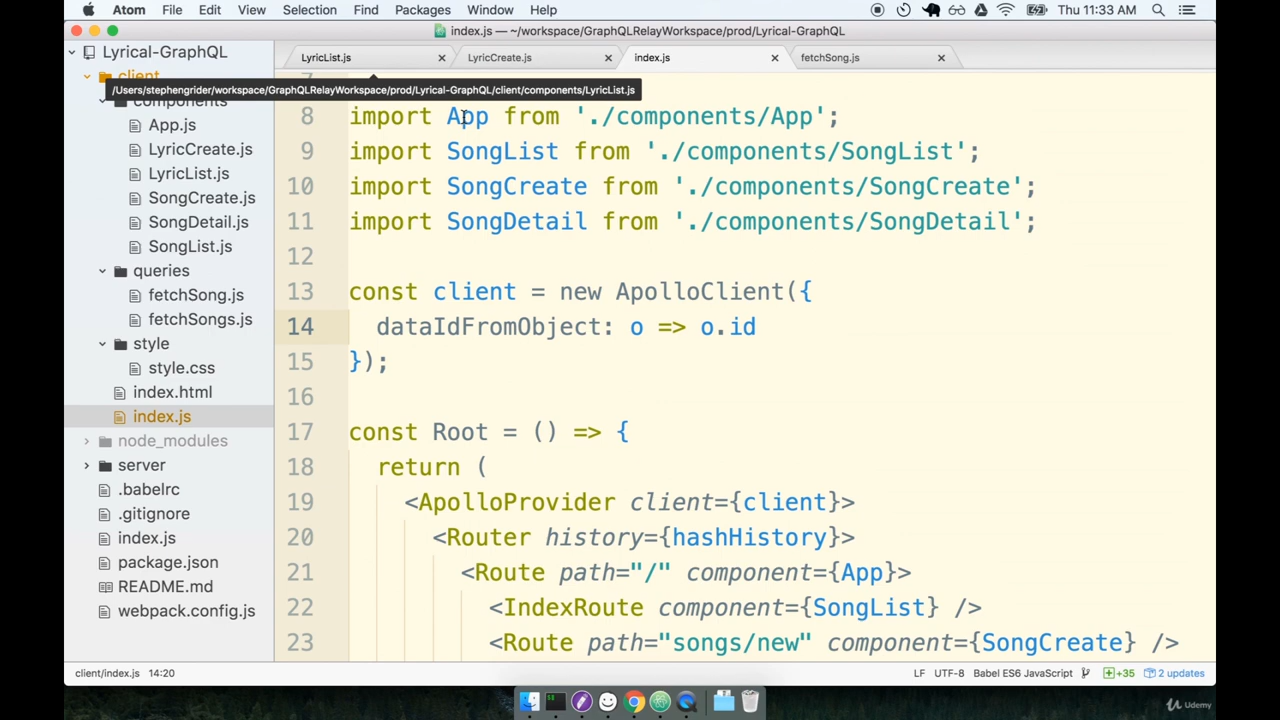 Atom File Edit View Selection Find Packages Window Help Thu 11:33 AM
index.js — ~/workspace/GraphQLRelayWorkspace/prod/Lyrical-GraphQL
Lyrical-GraphQL
client
components
App.js
LyricCreate.js
LyricList.js
SongCreate.js
SongDetail.js
SongList.js
queries
fetchSong.js
fetchSongs.js
style
style.css
index.html
index.js
node_modules
server
.babelrc
.gitignore
index.js
package.json
README.md
webpack.config.js
LyricList.js LyricCreate.js index.js fetchSong.js
/Users/stephengrider/workspace/GraphQLRelayWorkspace/prod/Lyrical-GraphQL/client/components/LyricList.js
7
8 import App from './components/App';
9 import SongList from './components/SongList';
10 import SongCreate from './components/SongCreate';
11 import SongDetail from './components/SongDetail';
12
13 const client = new ApolloClient({
14 dataIdFromObject: o => o.id
15 });
16
17 const Root = () => {
18 return (
19 <ApolloProvider client={client}>
20 <Router history={hashHistory}>
21 <Route path="/" component={App}>
22 <IndexRoute component={SongList} />
23 <Route path="songs/new" component={SongCreate} />
client/index.js 14:20 LF UTF-8 Babel ES6 JavaScript +35 2 updates
Udemy